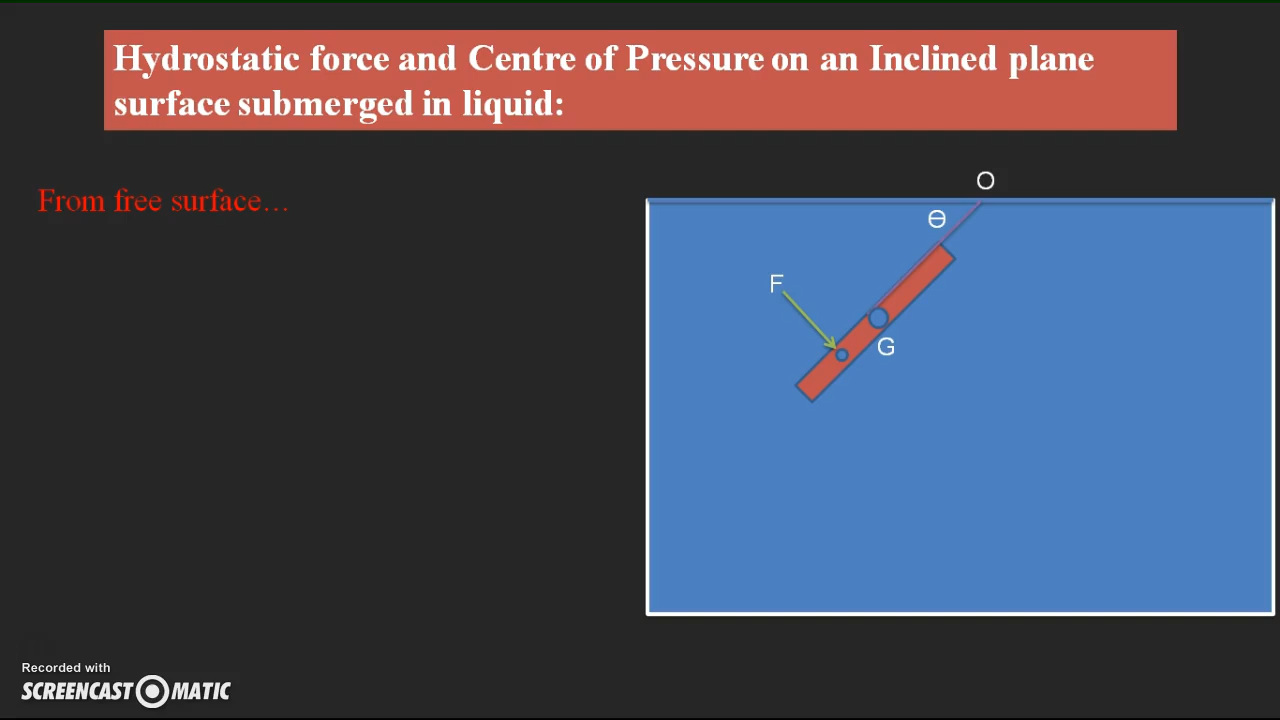 Hydrostatic force and Centre of Pressure on an Inclined plane
surface submerged in liquid:
From free surface...
O
Ɵ
F
G
Recorded with
SCREENCAST MATIC